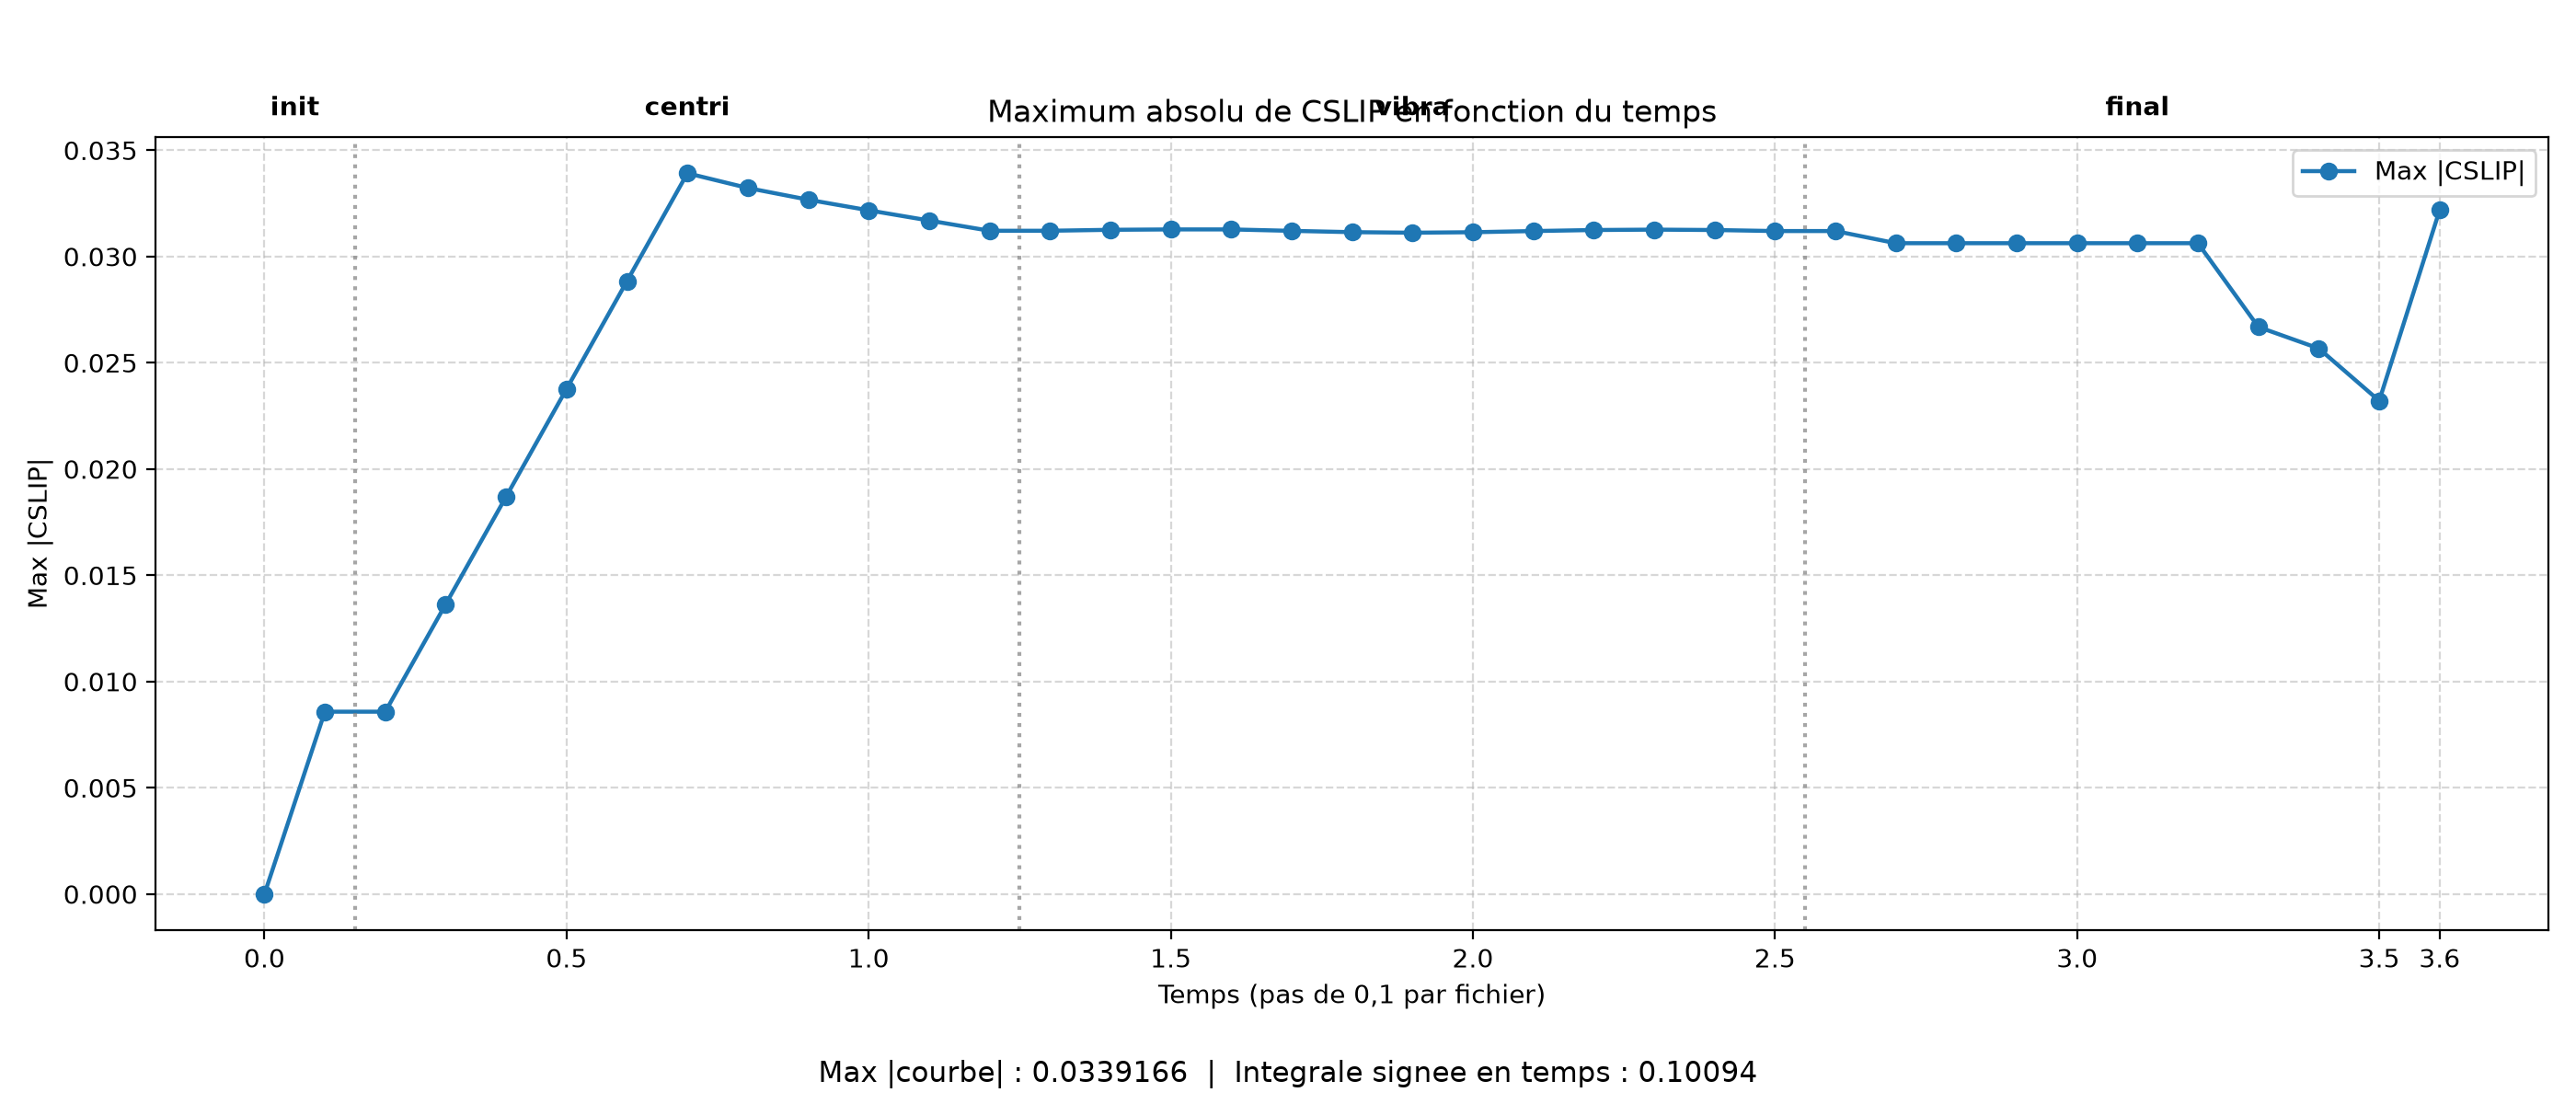 init centri vibra final
Maximum absolu de CSLIP en fonction du temps
Max |CSLIP|
0.035
0.030
0.025
0.020
0.015
0.010
0.005
0.000
Max |CSLIP|
0.0 0.5 1.0 1.5 2.0 2.5 3.0 3.5 3.6
Temps (pas de 0,1 par fichier)
Max |courbe| : 0.0339166 | Integrale signee en temps : 0.10094